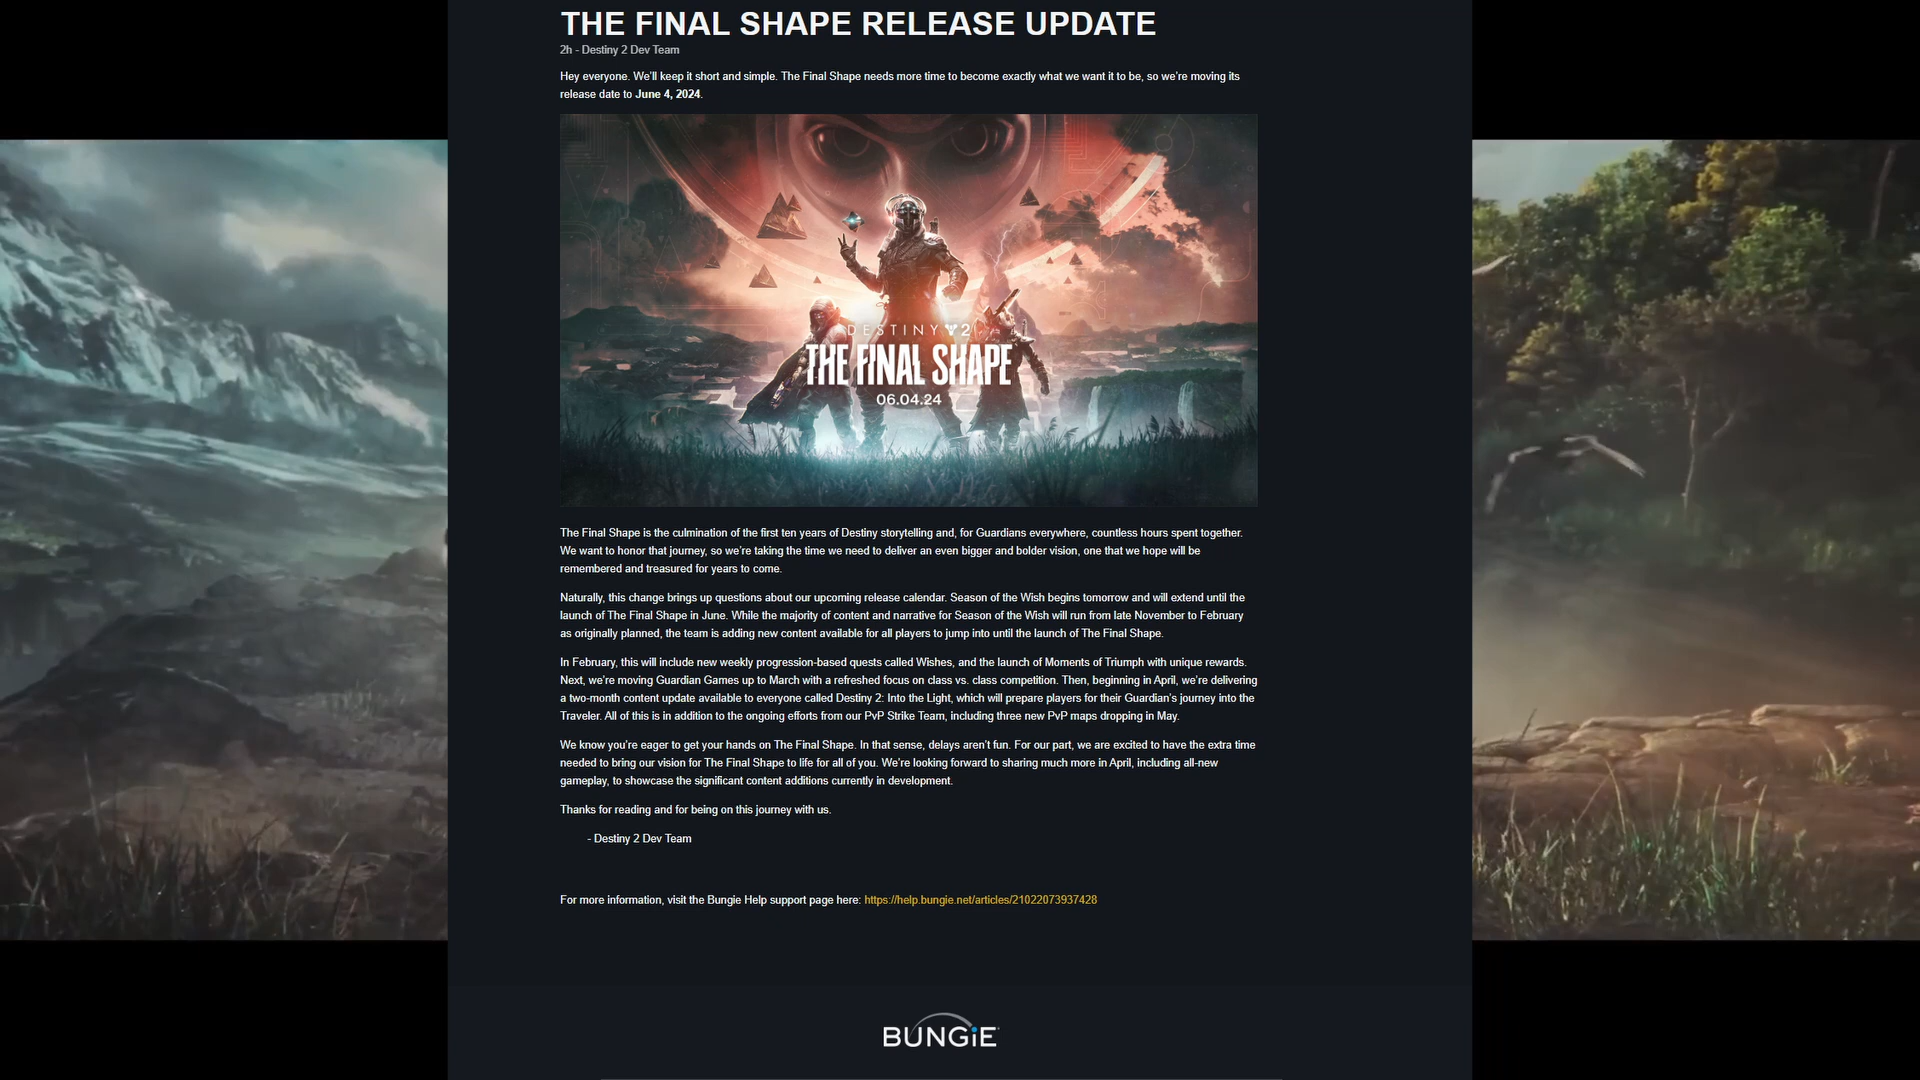 THE FINAL SHAPE RELEASE UPDATE
2h - Destiny 2 Dev Team
Hey everyone. We’ll keep it short and simple. The Final Shape needs more time to become exactly what we want it to be, so we’re moving its
release date to June 4, 2024.
DESTINY 2
THE FINAL SHAPE
06.04.24
The Final Shape is the culmination of the first ten years of Destiny storytelling and, for Guardians everywhere, countless hours spent together.
We want to honor that journey, so we’re taking the time we need to deliver an even bigger and bolder vision, one that we hope will be
remembered and treasured for years to come.
Naturally, this change brings up questions about our upcoming release calendar. Season of the Wish begins tomorrow and will extend until the
launch of The Final Shape in June. While the majority of content and narrative for Season of the Wish will run from late November to February
as originally planned, the team is adding new content available for all players to jump into until the launch of The Final Shape.
In February, this will include new weekly progression-based quests called Wishes, and the launch of Moments of Triumph with unique rewards.
Next, we’re moving Guardian Games up to March with a refreshed focus on class vs. class competition. Then, beginning in April, we’re delivering
a two-month content update available to everyone called Destiny 2: Into the Light, which will prepare players for their Guardian’s journey into the
Traveler. All of this is in addition to the ongoing efforts from our PvP Strike Team, including three new PvP maps dropping in May.
We know you’re eager to get your hands on The Final Shape. In that sense, delays aren’t fun. For our part, we are excited to have the extra time
needed to bring our vision for The Final Shape to life for all of you. We’re looking forward to sharing much more in April, including all-new
gameplay, to showcase the significant content additions currently in development.
Thanks for reading and for being on this journey with us.
- Destiny 2 Dev Team
For more information, visit the Bungie Help support page here: https://help.bungie.net/articles/21022073937428
BUNGiE